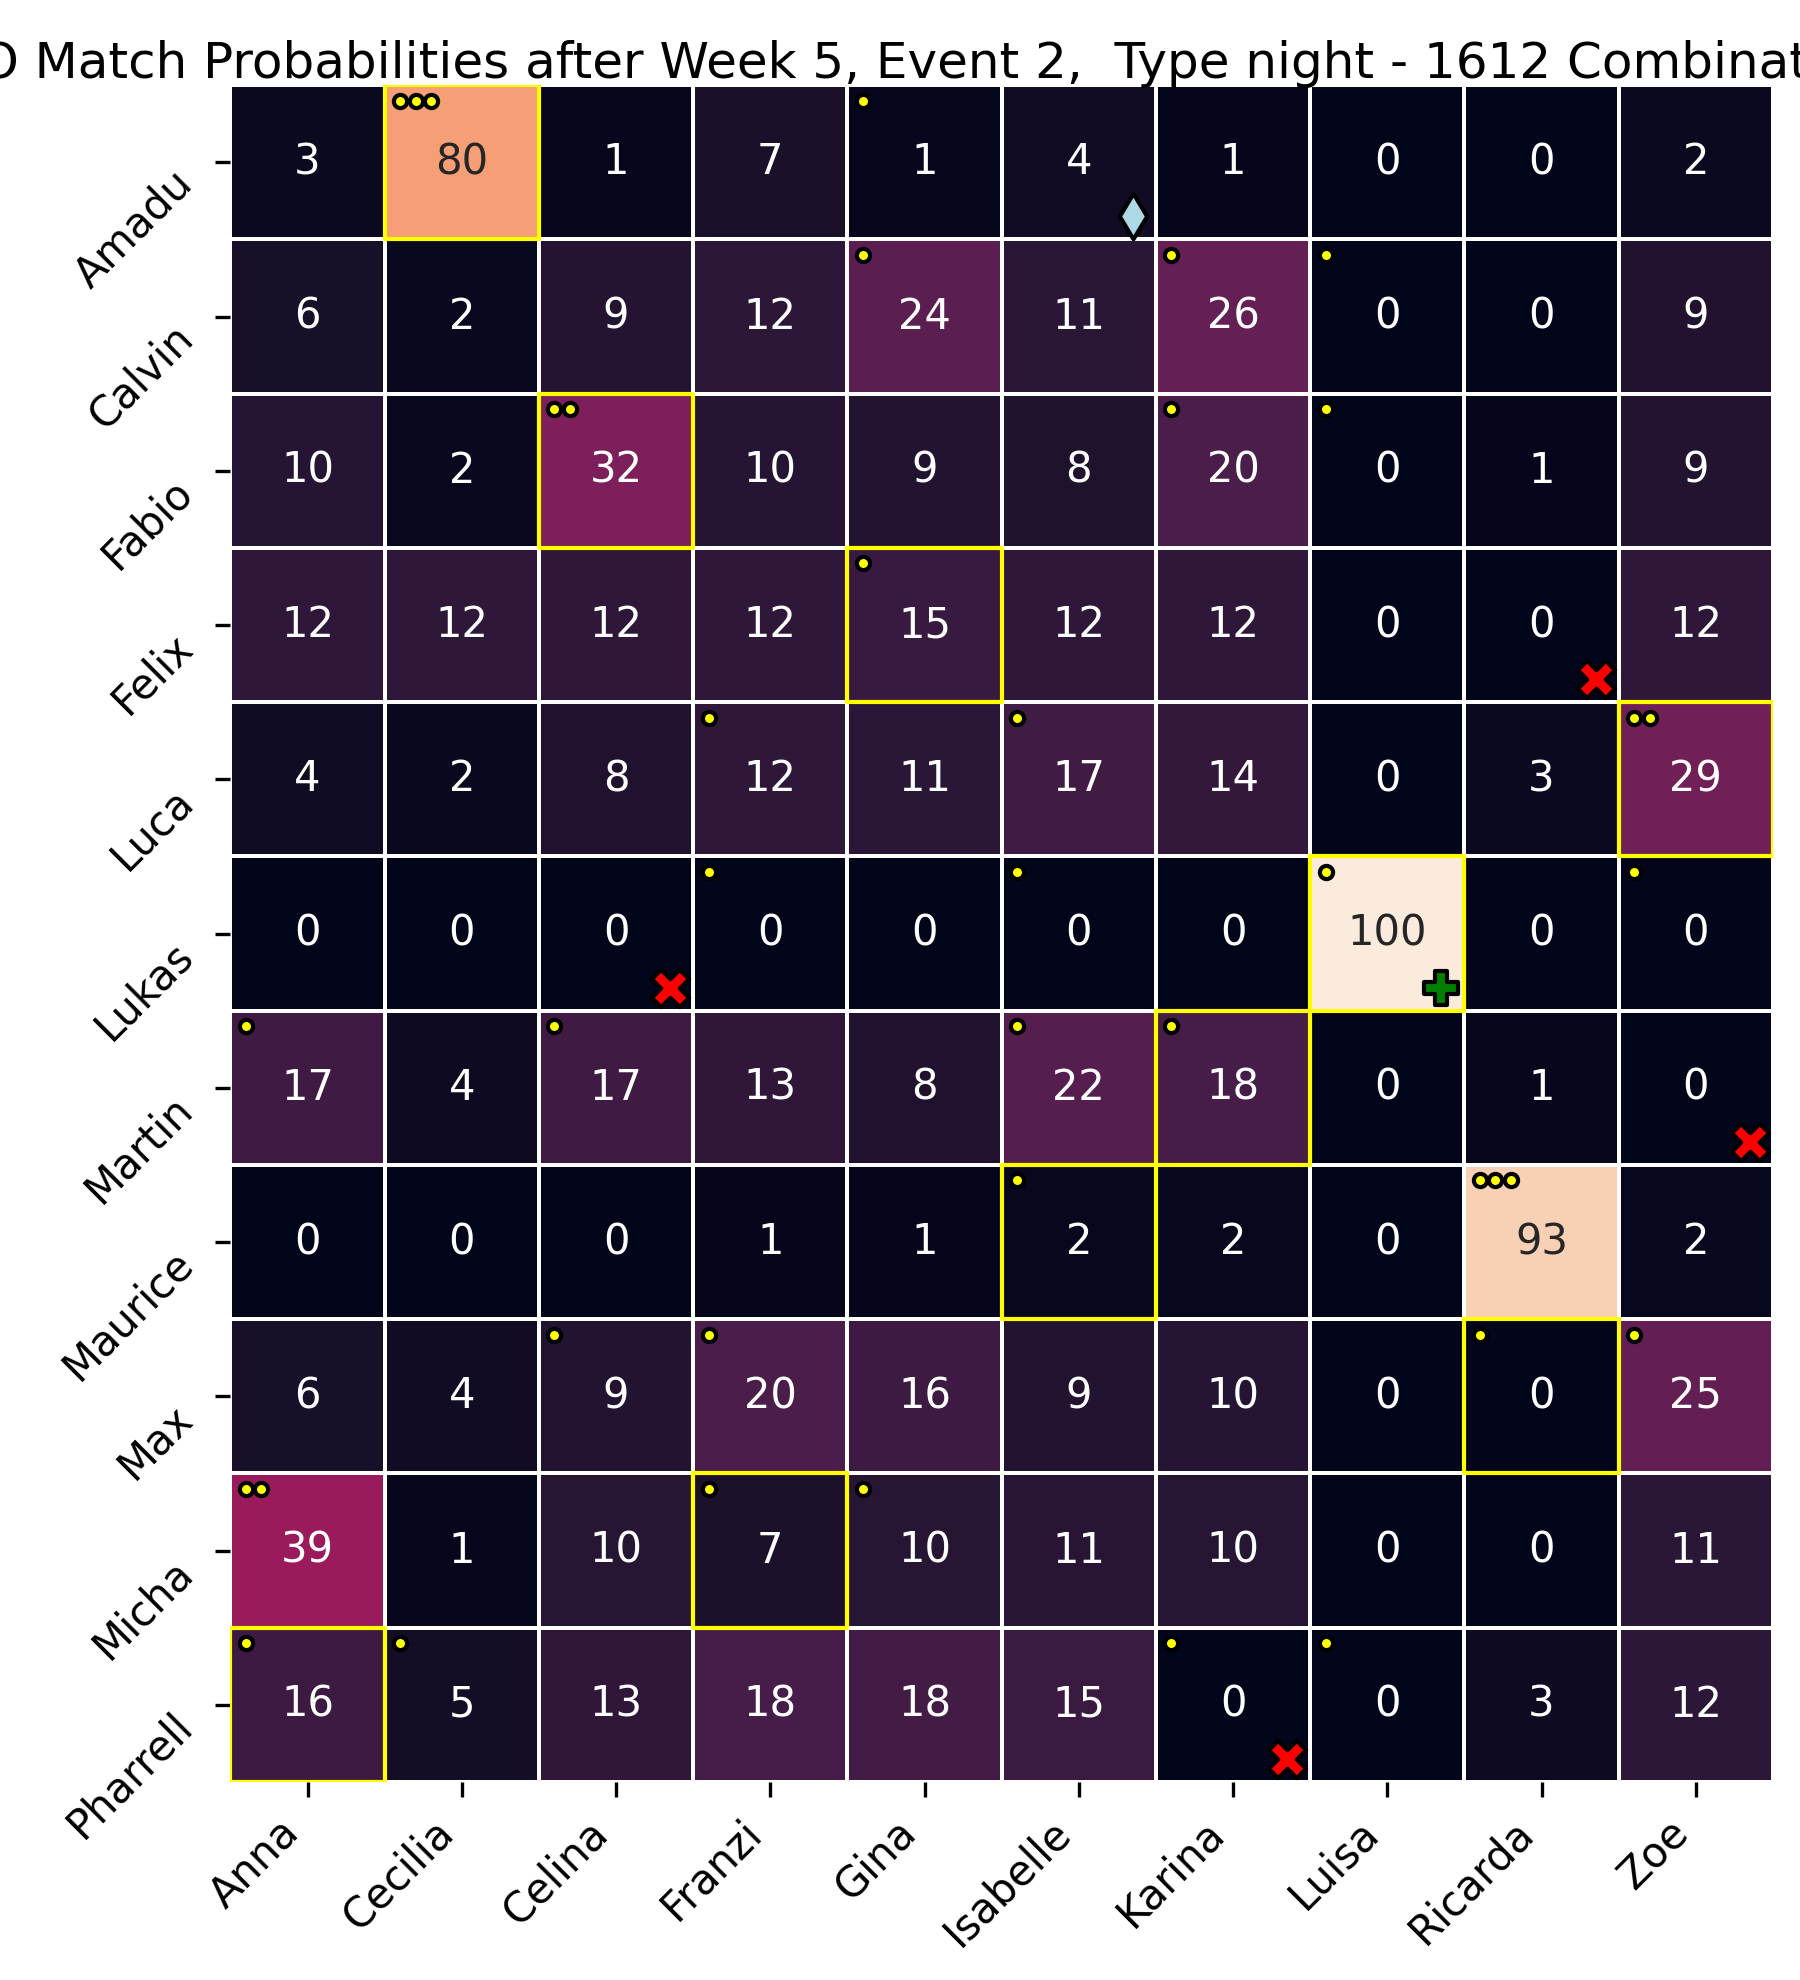 Match Probabilities after Week 5, Event 2, Type night - 1612
Amadu 3 80 1 7 1 4 1 0 0 2
Calvin 6 2 9 12 24 11 26 0 0 9
Fabio 10 2 32 10 9 8 20 0 1 9
Felix 12 12 12 12 15 12 12 0 0 12
Luca 4 2 8 12 11 17 14 0 3 29
Lukas 0 0 0 0 0 0 0 100 0 0
Martin 17 4 17 13 8 22 18 0 1 0
Maurice 0 0 0 1 1 2 2 0 93 2
Max 6 4 9 20 16 9 10 0 0 25
Micha 39 1 10 7 10 11 10 0 0 11
Pharrell 16 5 13 18 18 15 0 0 3 12
Anna Cecilia Celina Franzi Gina Isabelle Karina Luisa Ricarda Zoe